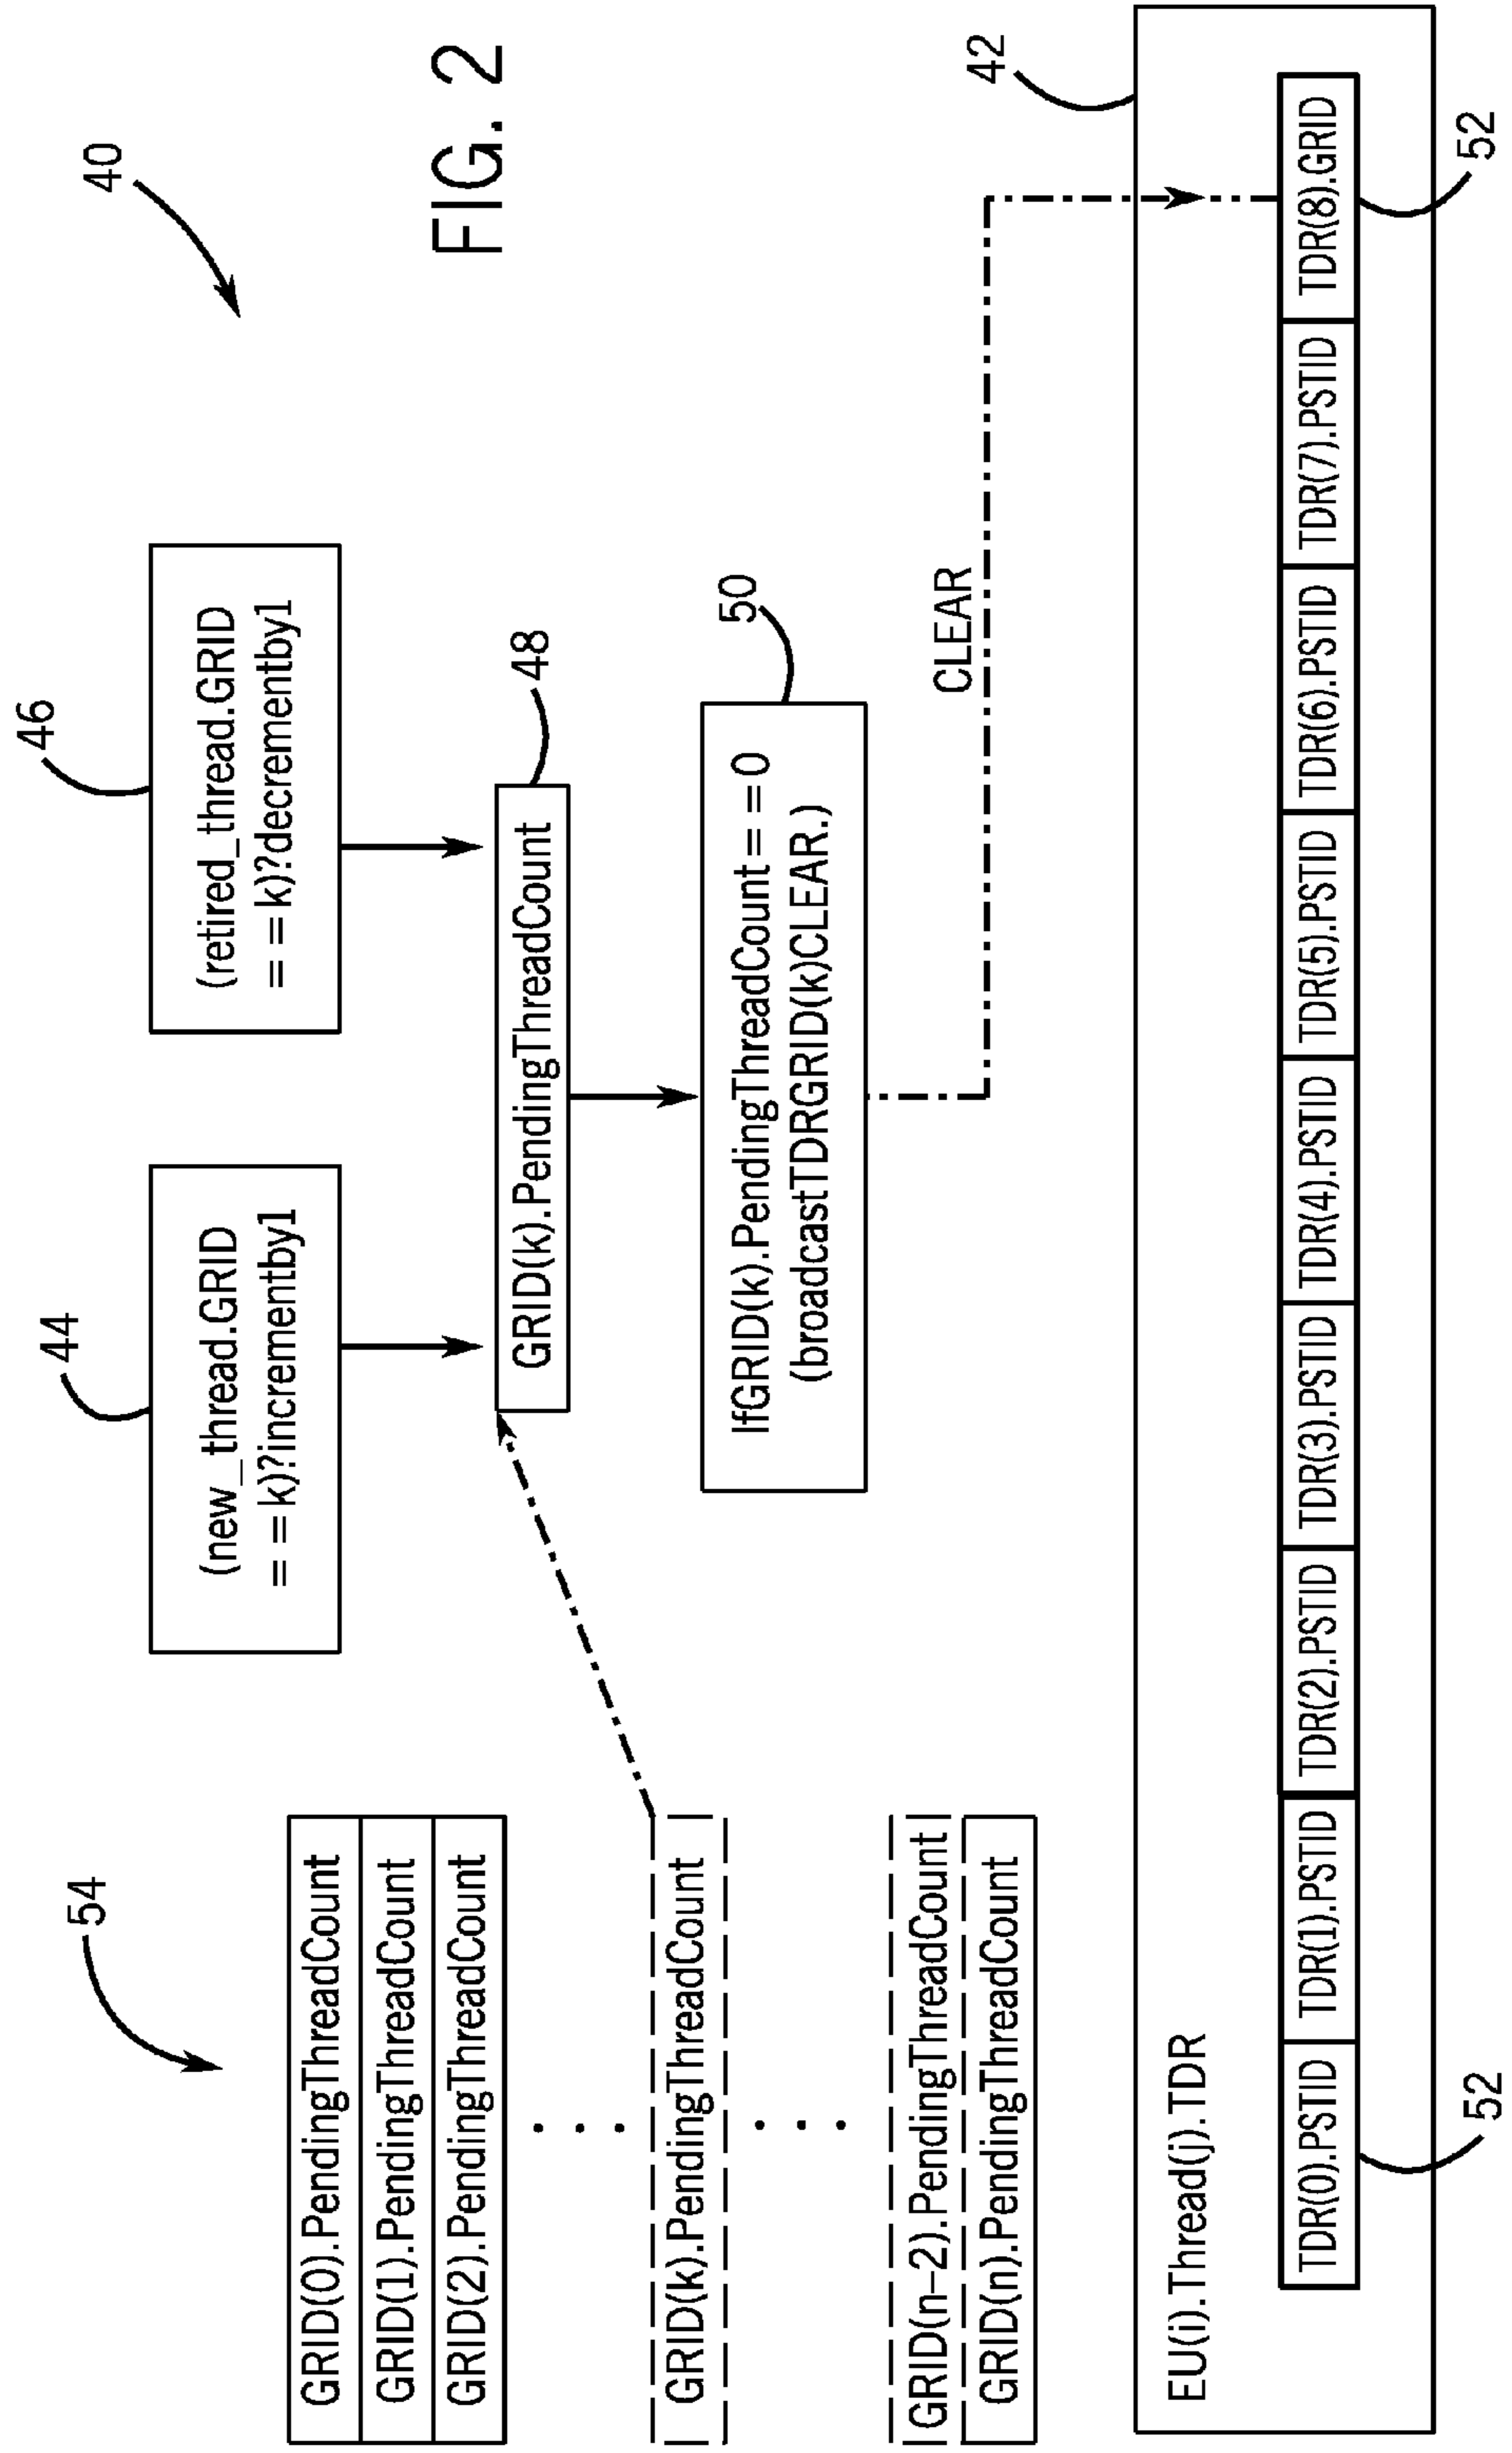 40
FIG. 2
54
GRID(0).PendingThreadCount
GRID(1).PendingThreadCount
GRID(2).PendingThreadCount
. . .
GRID(k).PendingThreadCount
. . .
GRID(n–2).PendingThreadCount
GRID(n).PendingThreadCount
44
(new_thread.GRID
==k)?incrementby1
46
(retired_thread.GRID
==k)?decrementby1
GRID(k).PendingThreadCount
48
IfGRID(k).PendingThreadCount==0
(broadcastTDRGRID(k)CLEAR.)
50
CLEAR
42
EU(i).Thread(j).TDR
TDR(0).PSTID
TDR(1).PSTID
TDR(2).PSTID
TDR(3).PSTID
TDR(4).PSTID
TDR(5).PSTID
TDR(6).PSTID
TDR(7).PSTID
TDR(8).GRID
52
52